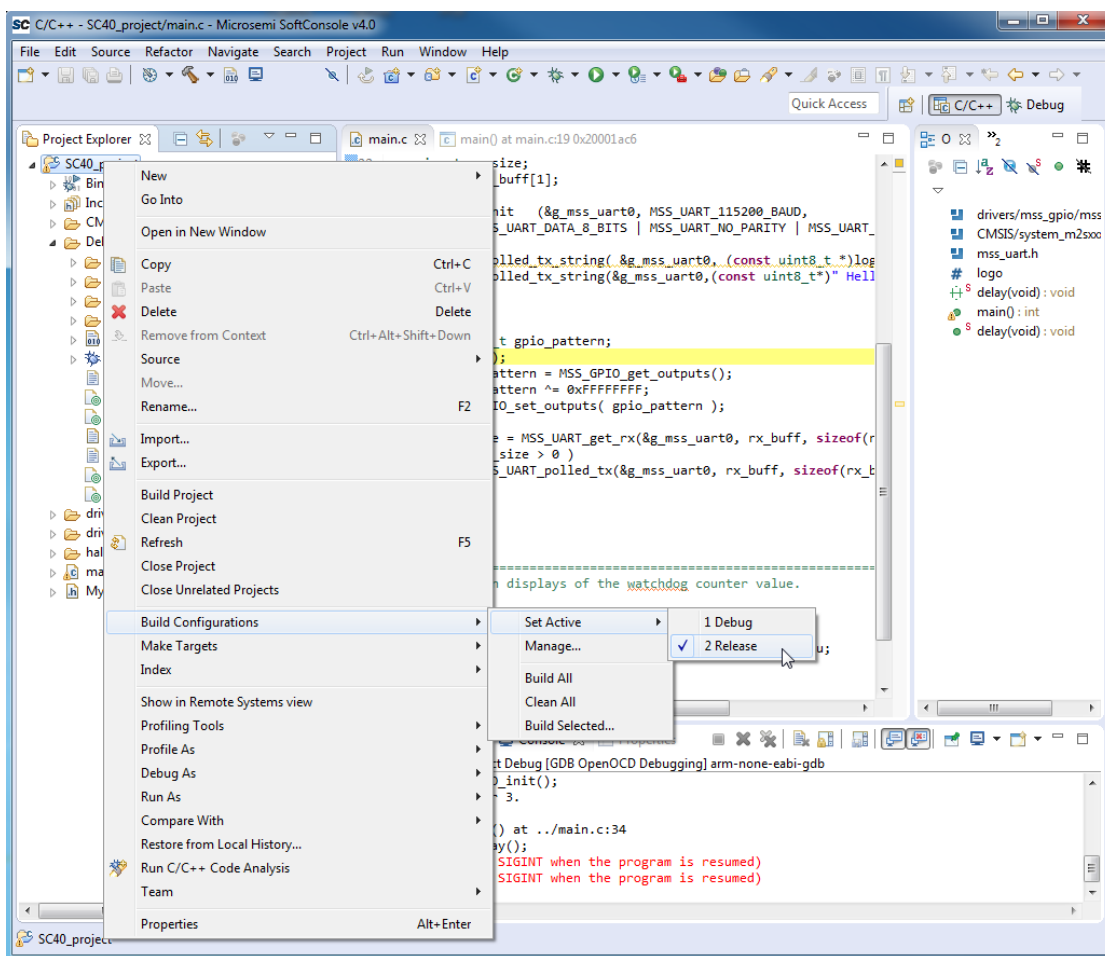 SC C/C++ - SC40_project/main.c - Microsemi SoftConsole v4.0
File Edit Source Refactor Navigate Search Project Run Window Help
Quick Access
C/C++ Debug
Project Explorer
main.c
main() at main.c:19 0x20001ac6
O
2
SC40_p
Bin
Inc
CM
De
dri
dri
hal
ma
My
New
Go Into
Open in New Window
Copy Ctrl+C
Paste Ctrl+V
Delete Delete
Remove from Context Ctrl+Alt+Shift+Down
Source
Move...
Rename... F2
Import...
Export...
Build Project
Clean Project
Refresh F5
Close Project
Close Unrelated Projects
Build Configurations
Make Targets
Index
Show in Remote Systems view
Profiling Tools
Profile As
Debug As
Run As
Compare With
Restore from Local History...
Run C/C++ Code Analysis
Team
Properties Alt+Enter
Set Active
Manage...
Build All
Clean All
Build Selected...
1 Debug
2 Release
size;
_buff[1];
nit (&g_mss_uart0, MSS_UART_115200_BAUD,
S_UART_DATA_8_BITS | MSS_UART_NO_PARITY | MSS_UART_
olled_tx_string( &g_mss_uart0, (const uint8_t *)log
olled_tx_string(&g_mss_uart0,(const uint8_t*)" Hell
_t gpio_pattern;
);
attern = MSS_GPIO_get_outputs();
attern ^= 0xFFFFFFFF;
IO_set_outputs( gpio_pattern );
e = MSS_UART_get_rx(&g_mss_uart0, rx_buff, sizeof(r
_size > 0 )
S_UART_polled_tx(&g_mss_uart0, rx_buff, sizeof(rx_b
displays of the watchdog counter value.
u;
drivers/mss_gpio/mss
CMSIS/system_m2sxx
mss_uart.h
logo
delay(void) : void
main() : int
delay(void) : void
t Debug [GDB OpenOCD Debugging] arm-none-eabi-gdb
O_init();
3.
() at ../main.c:34
ay();
SIGINT when the program is resumed)
SIGINT when the program is resumed)
SC40_project